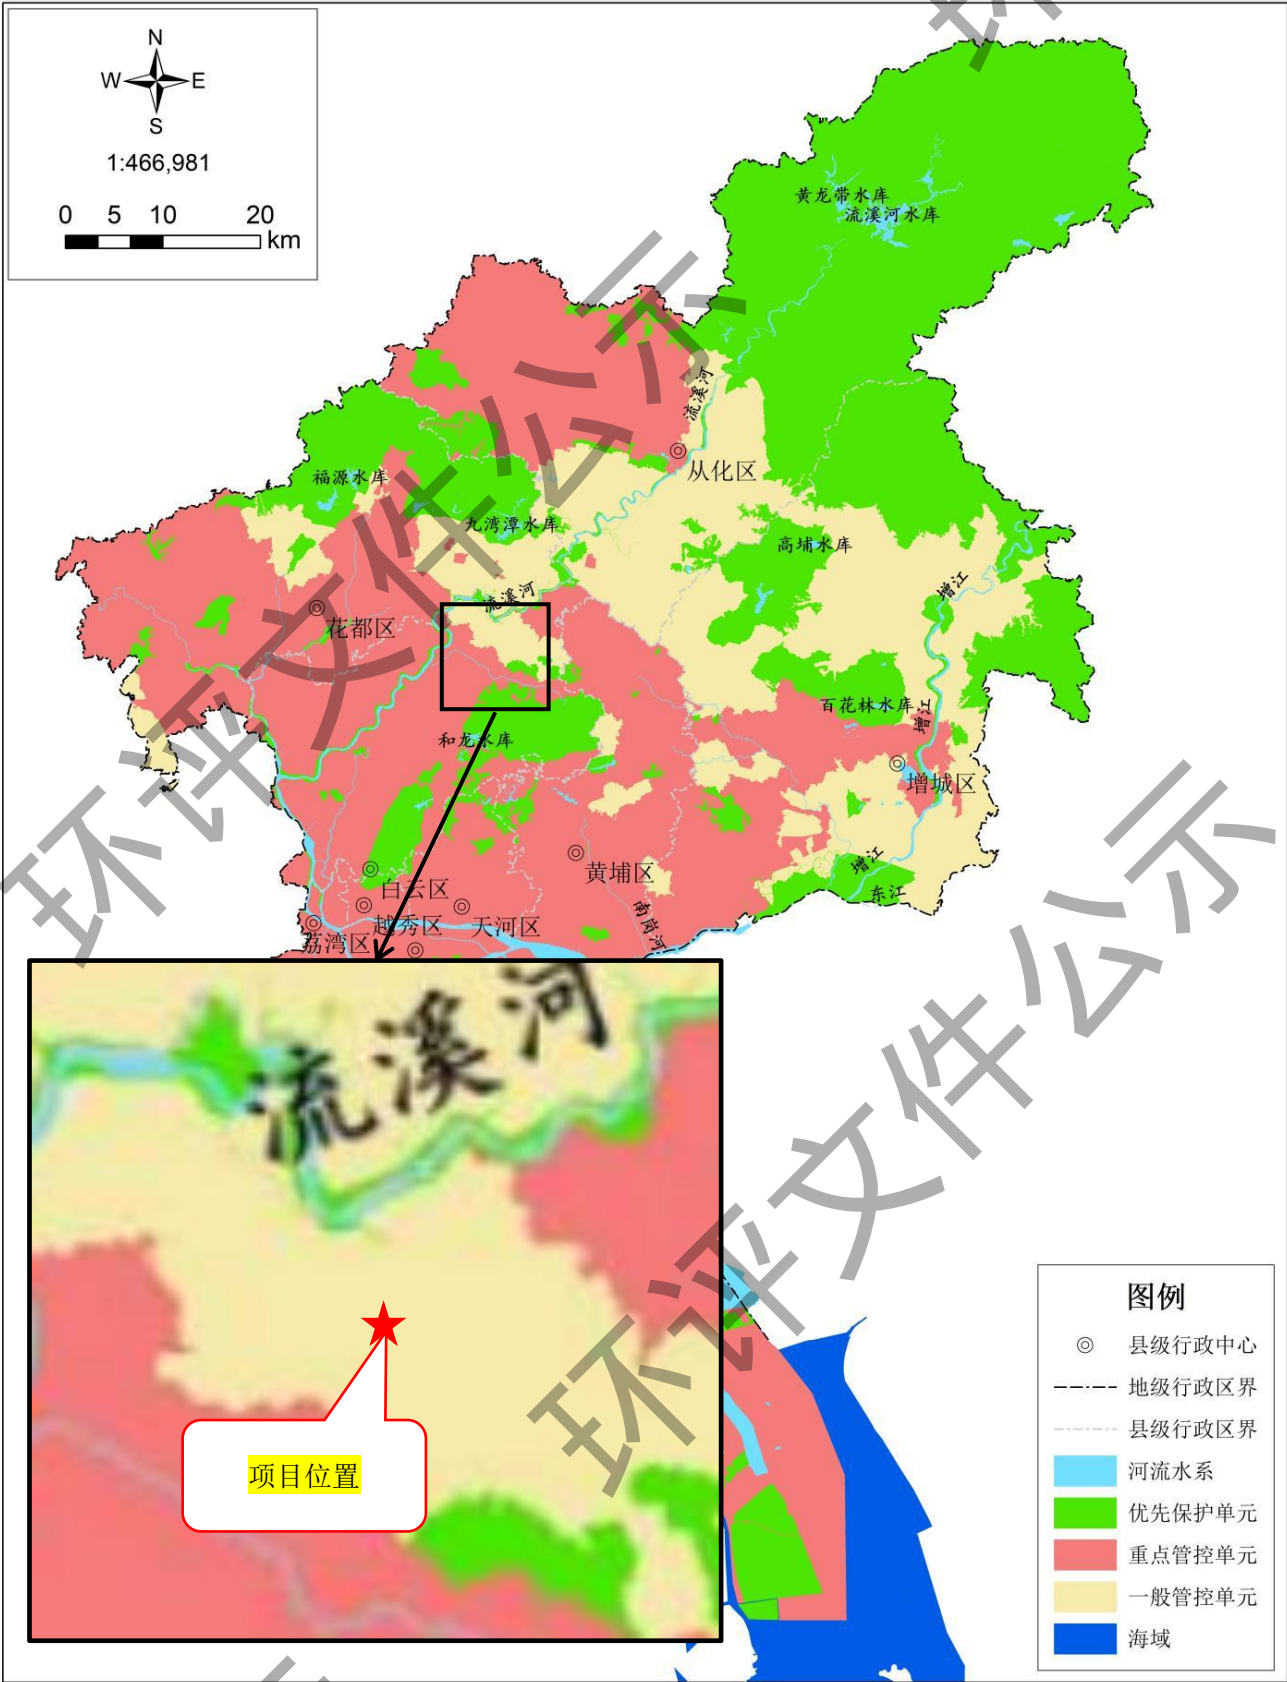 N
W E
S
1:466,981
0 5 10 20
km
黄龙带水库
流溪河水库
流溪河
从化区
福源水库
九湾潭水库
高埔水库
增江
流溪河
花都区
百花林水库
增江
和龙水库
增城区
黄埔区
增江
东江
白云区
越秀区
天河区
荔湾区
南岗河
流溪河
项目位置
图例
县级行政中心
地级行政区界
县级行政区界
河流水系
优先保护单元
重点管控单元
一般管控单元
海域
环评文件公示
环评文件公示